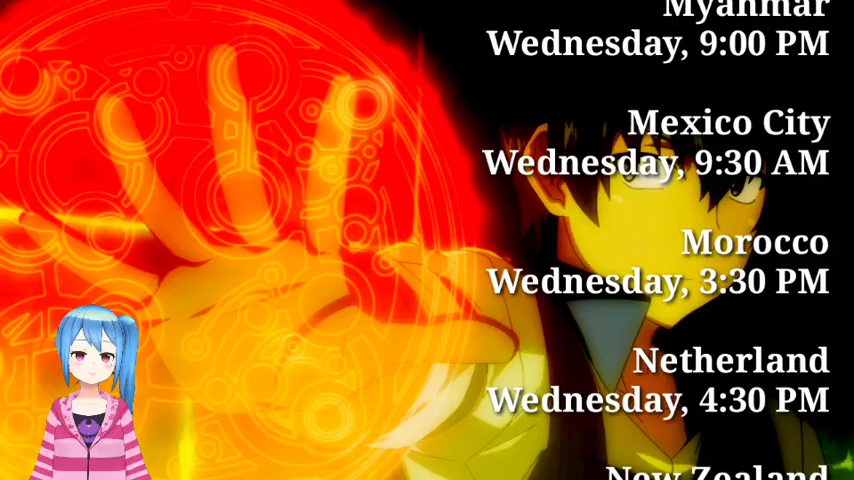 Myanmar
Wednesday, 9:00 PM
Mexico City
Wednesday, 9:30 AM
Morocco
Wednesday, 3:30 PM
Netherland
Wednesday, 4:30 PM
New Zealand